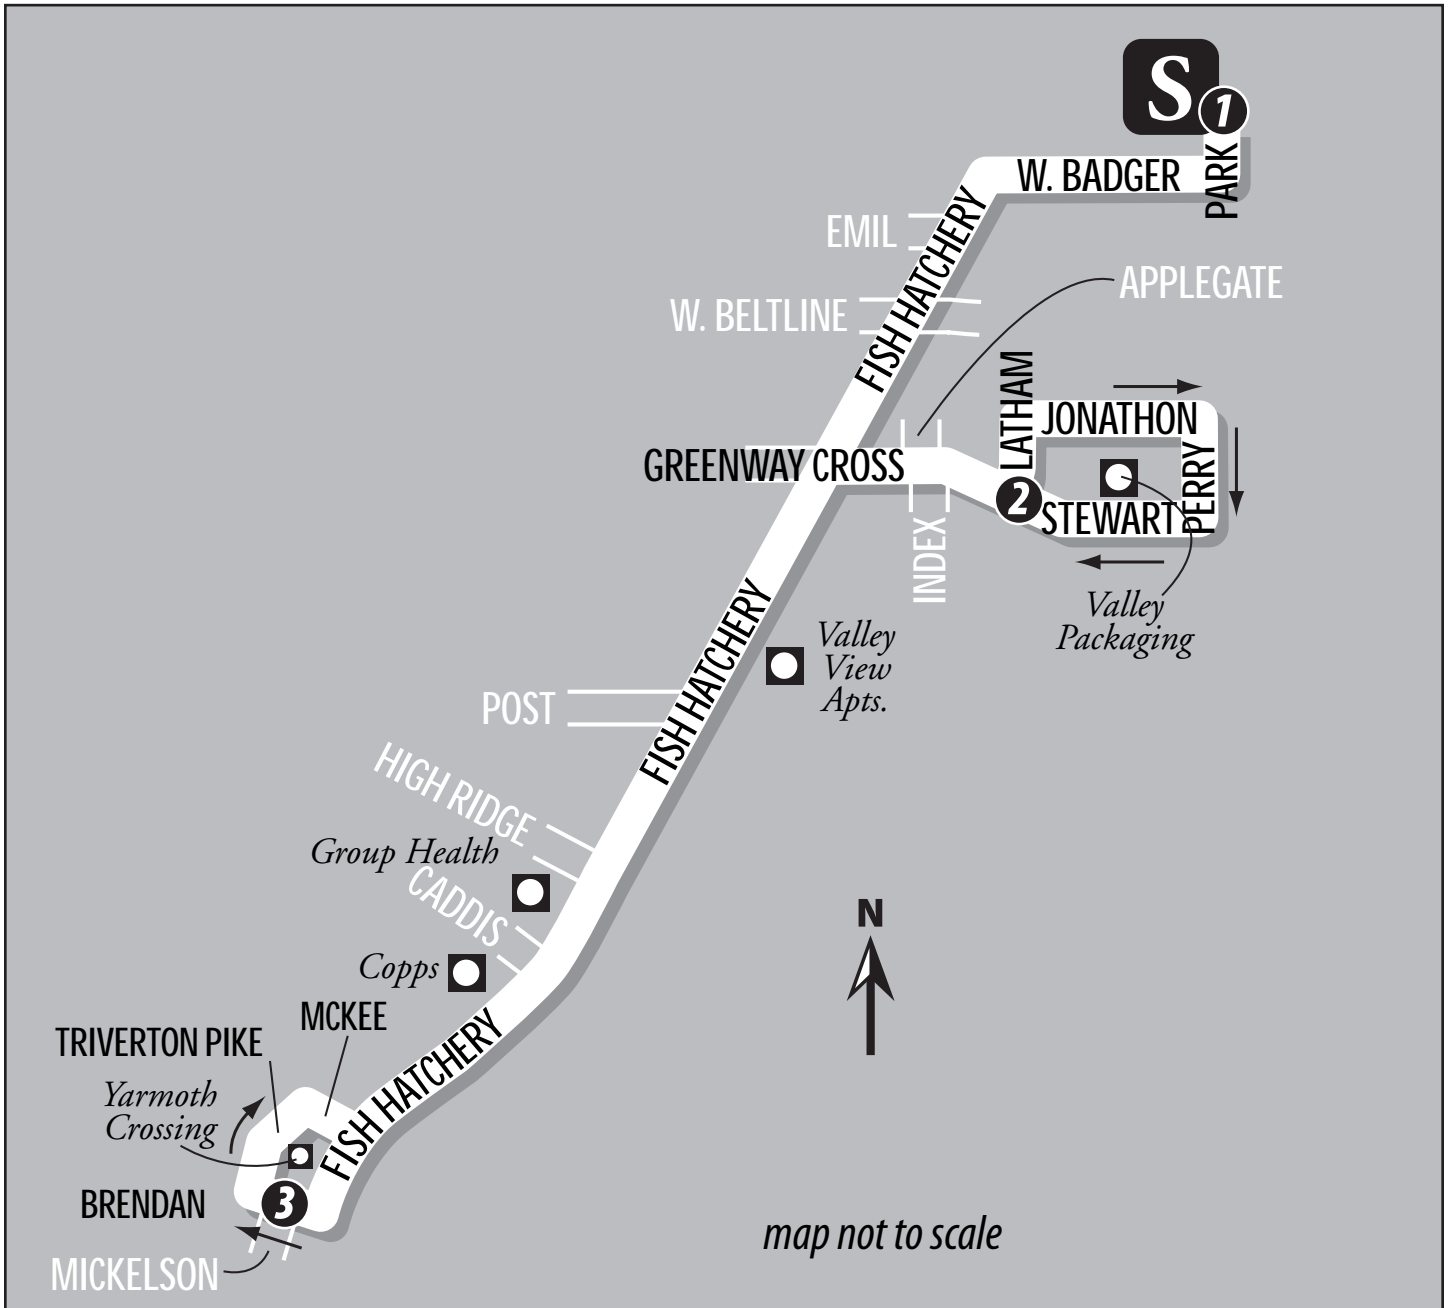 S
1
PARK
W. BADGER
FISH HATCHERY
EMIL
APPLEGATE
W. BELTLINE
LATHAM
JONATHON
GREENWAY CROSS
PERRY
2
STEWART
INDEX
FISH HATCHERY
Valley
Packaging
Valley
View
Apts.
POST
HIGH RIDGE
Group Health
CADDIS
N
Copps
MCKEE
TRIVERTON PIKE
FISH HATCHERY
Yarmoth
Crossing
BRENDAN
3
map not to scale
MICKELSON